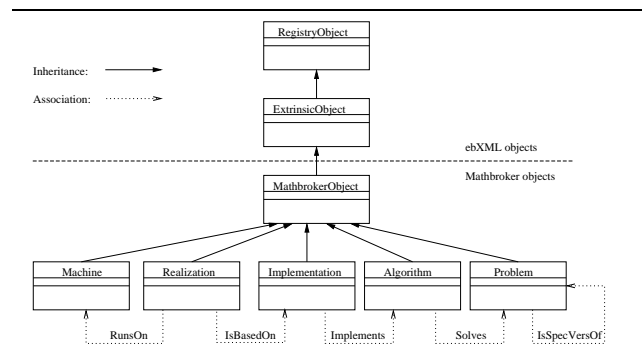 RegistryObject
Inheritance:
Association:
ExtrinsicObject
ebXML objects
Mathbroker objects
MathbrokerObject
Machine Realization Implementation Algorithm Problem
RunsOn IsBasedOn Implements Solves IsSpecVersOf